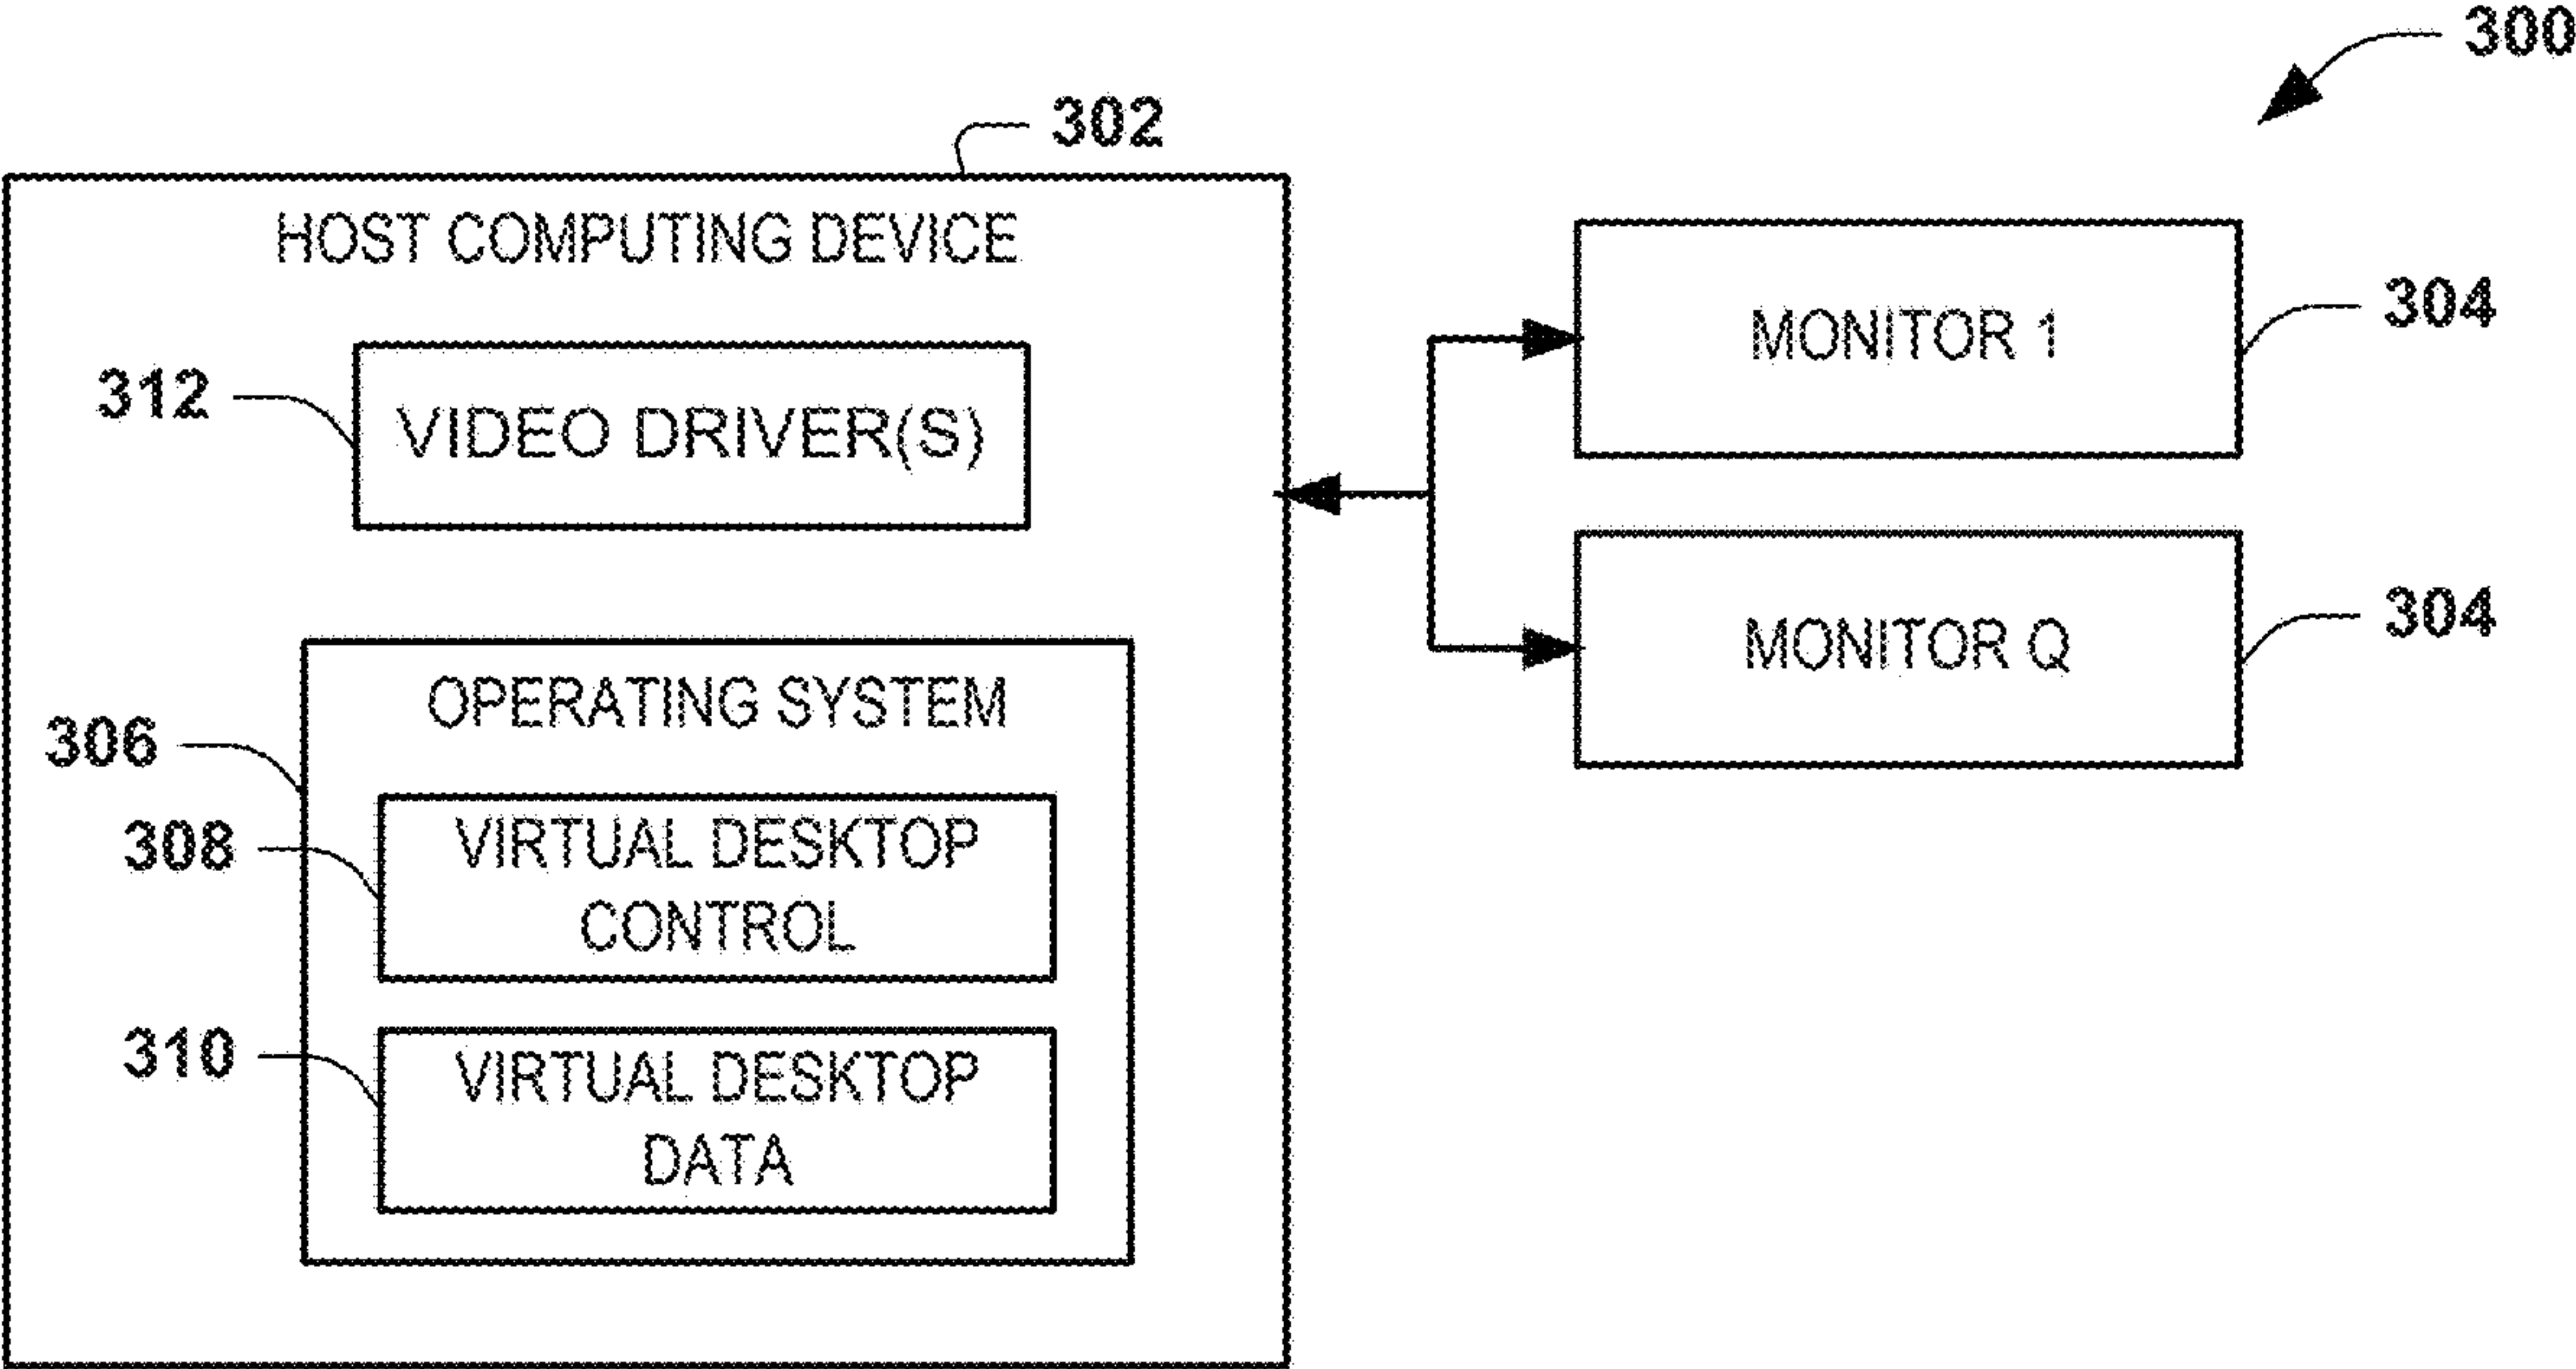 300
302
HOST COMPUTING DEVICE
312
VIDEO DRIVER(S)
MONITOR 1
304
MONITOR Q
304
306
OPERATING SYSTEM
308
VIRTUAL DESKTOP
CONTROL
310
VIRTUAL DESKTOP
DATA